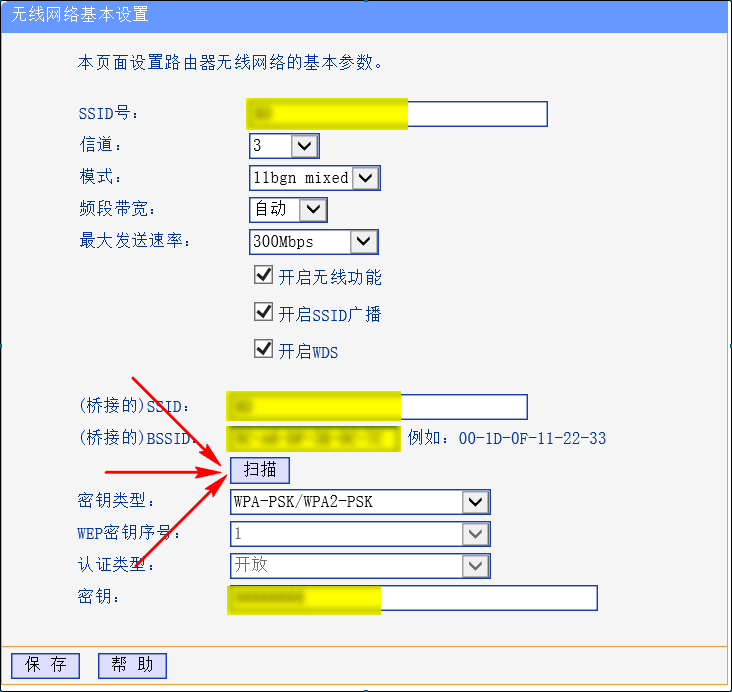 无线网络基本设置
本页面设置路由器无线网络的基本参数。
SSID号：
信道： 3
模式： 11bgn mixed
频段带宽： 自动
最大发送速率： 300Mbps
开启无线功能
开启SSID广播
开启WDS
(桥接的)SSID：
(桥接的)BSSID： 例如：00-1D-0F-11-22-33
扫描
密钥类型： WPA-PSK/WPA2-PSK
WEP密钥序号： 1
认证类型： 开放
密钥：
保 存 帮 助